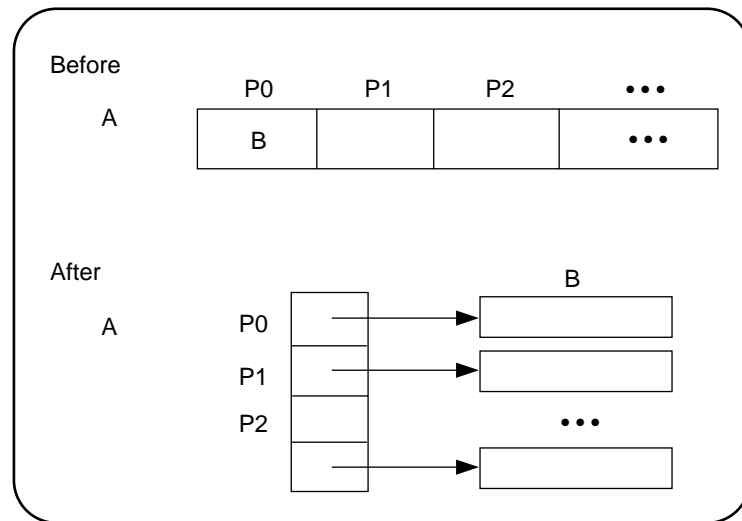 Before
P0 P1 P2 •••
A
B •••
After
B
A P0
P1
P2 •••